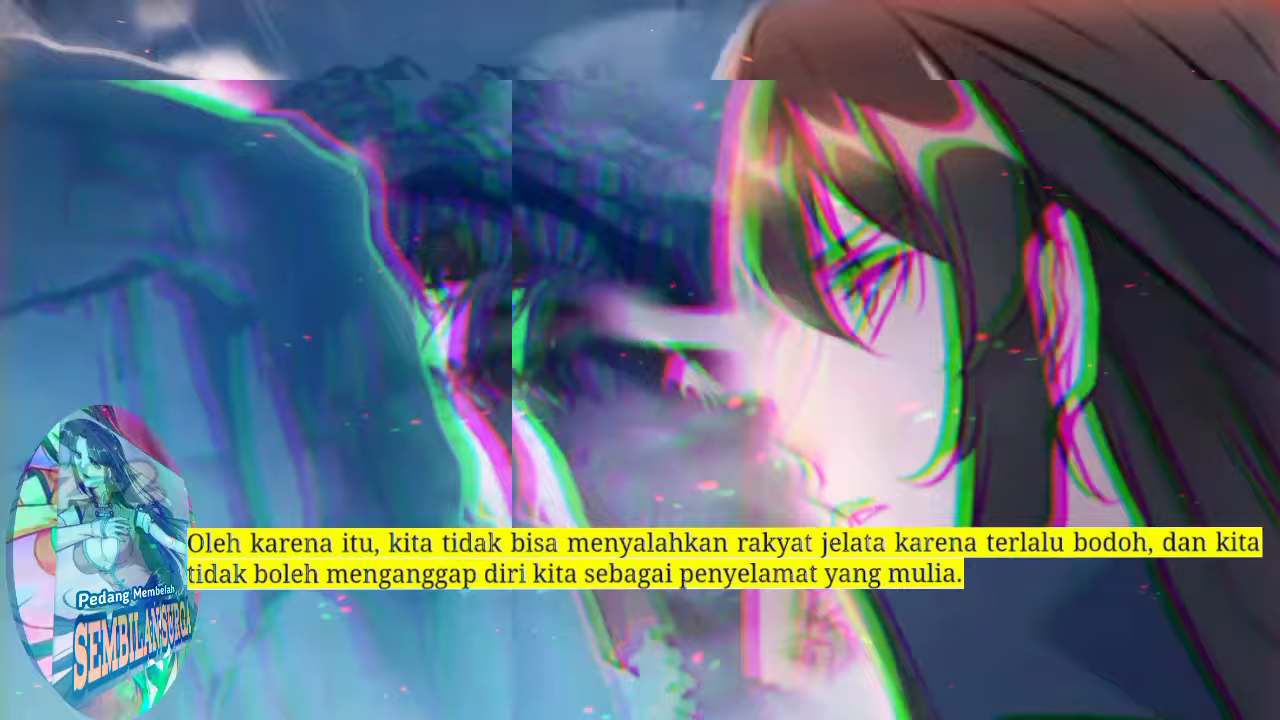 Oleh karena itu, kita tidak bisa menyalahkan rakyat jelata karena terlalu bodoh, dan kita
tidak boleh menganggap diri kita sebagai penyelamat yang mulia.
Pedang Membelah
SEMBILAN SURGA